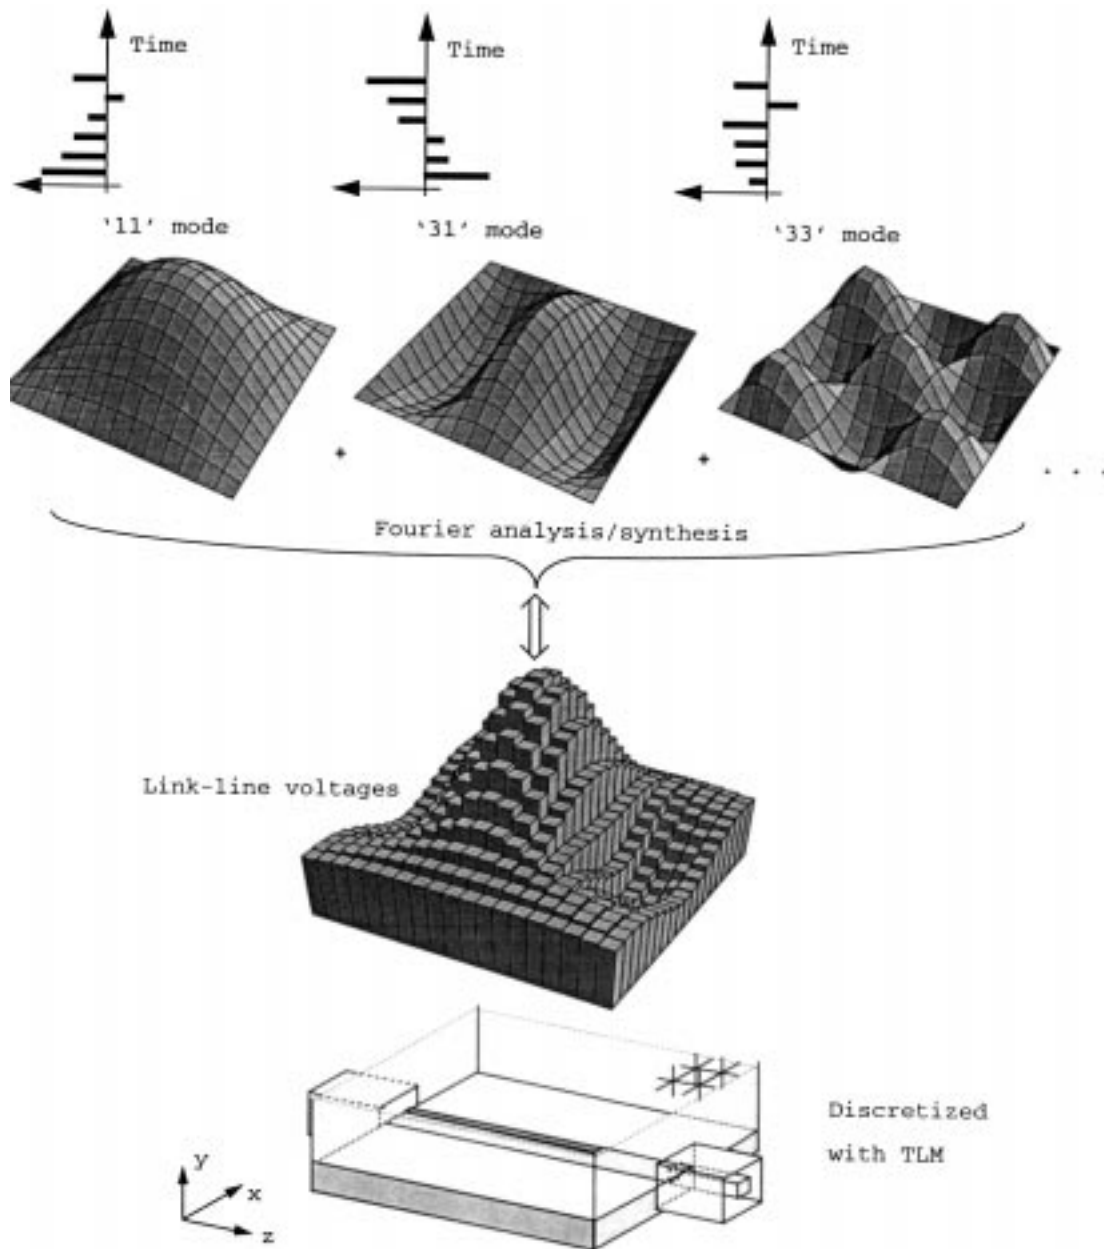 Time
Time
Time
‘11’ mode
‘31’ mode
‘33’ mode
+
+
. . .
Fourier analysis/synthesis
Link-line voltages
Discretized
with TLM
y
x
z